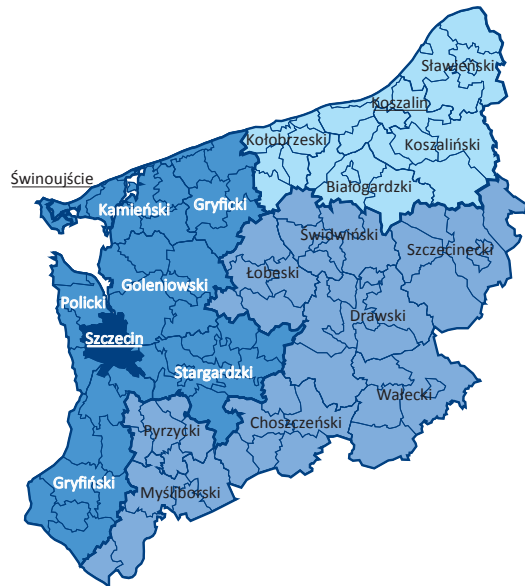 Sławieński
Koszalin
Kołobrzeski
Koszaliński
Świnoujście
Białogardzki
Kamieński
Gryficki
Świdwiński
Szczecinecki
Łobeski
Goleniowski
Policki
Drawski
Szczecin
Stargardzki
Wałecki
Choszczeński
Pyrzycki
Gryfiński
Myśliborski